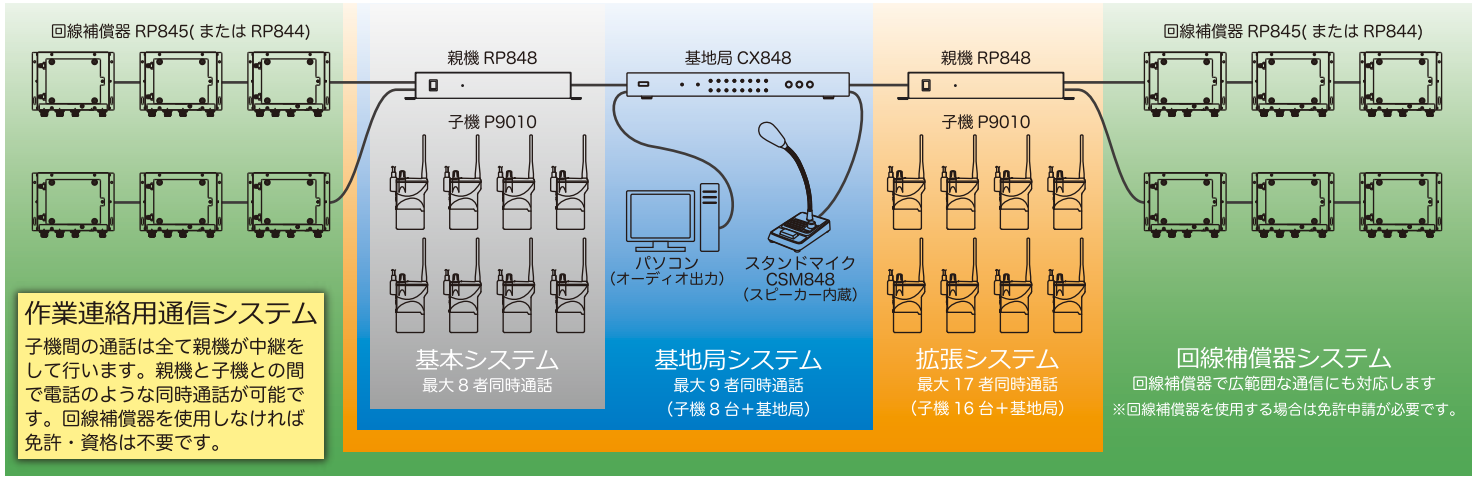 回線補償器 RP845(または RP844)
親機 RP848
基地局 CX848
親機 RP848
回線補償器 RP845(または RP844)
子機 P9010
子機 P9010
パソコン
(オーディオ出力)
スタンドマイク
CSM848
(スピーカー内蔵)
作業連絡用通信システム
子機間の通話は全て親機が中継を
して行います。親機と子機との間
で電話のような同時通話が可能で
す。回線補償器を使用しなければ
免許・資格は不要です。
基本システム
最大 8 者同時通話
基地局システム
最大 9 者同時通話
(子機 8 台＋基地局)
拡張システム
最大 17 者同時通話
(子機 16 台＋基地局)
回線補償器システム
回線補償器で広範囲な通信にも対応します
※回線補償器を使用する場合は免許申請が必要です。